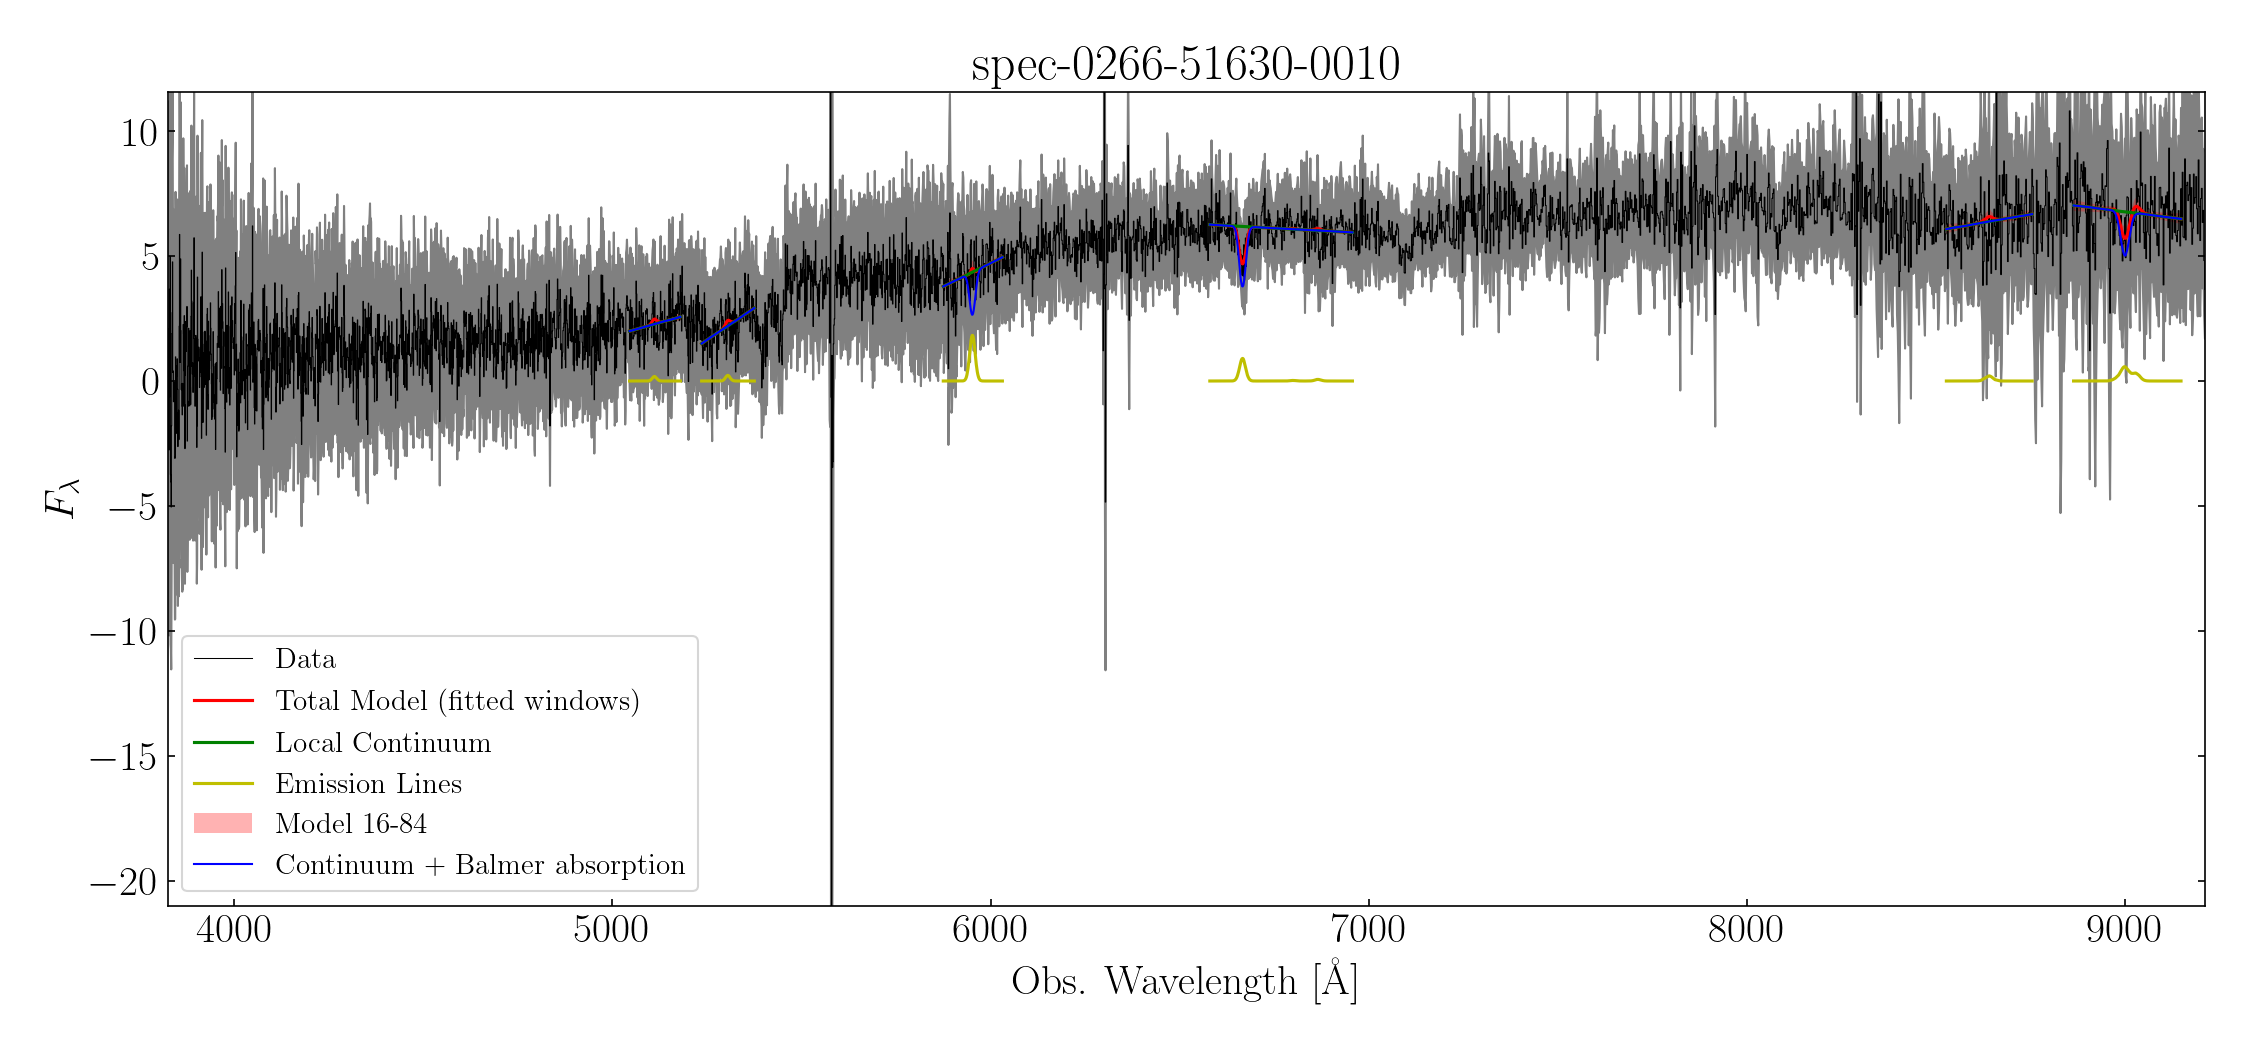 spec-0266-51630-0010
10
5
0
−5
−10
−15
−20
F_λ
Data
Total Model (fitted windows)
Local Continuum
Emission Lines
Model 16-84
Continuum + Balmer absorption
4000 5000 6000 7000 8000 9000
Obs. Wavelength [Å]